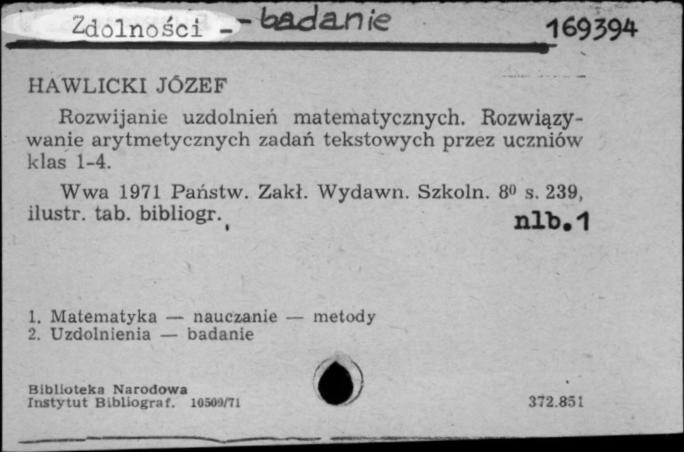 Zdolności - - badanie
169394
HAWLICKI JÓZEF
Rozwijanie uzdolnień matematycznych. Rozwiązy-
wanie arytmetycznych zadań tekstowych przez uczniów
klas 1-4.
Wwa 1971 Państw. Zakł. Wydawn. Szkoln. 8⁰ s. 239,
ilustr. tab. bibliogr.,
nlb.1
1. Matematyka — nauczanie — metody
2. Uzdolnienia — badanie
Biblioteka Narodowa
Instytut Bibliograf. 10509/71
372.851